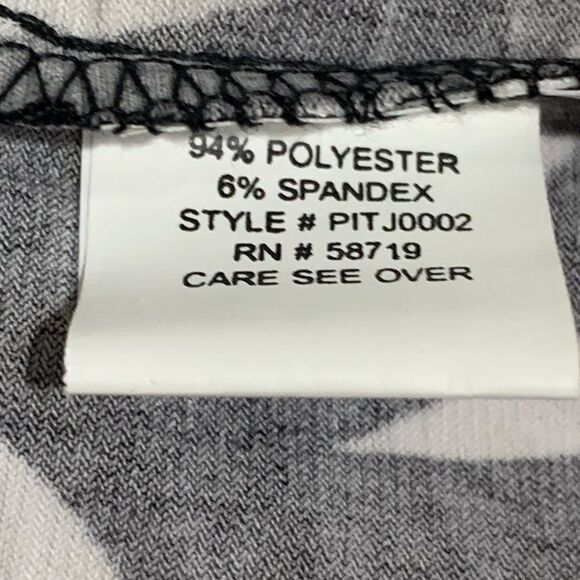 94% POLYESTER
6% SPANDEX
STYLE # PITJ0002
RN # 58719
CARE SEE OVER